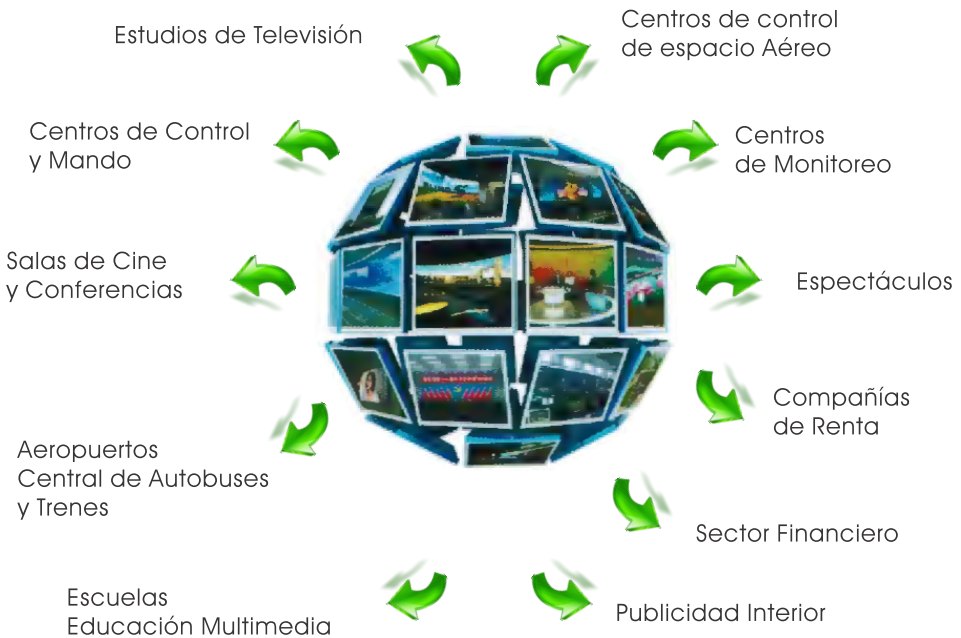 Estudios de Televisión
Centros de control
de espacio Aéreo
Centros de Control
y Mando
Centros
de Monitoreo
Salas de Cine
y Conferencias
Espectáculos
Compañías
de Renta
Aeropuertos
Central de Autobuses
y Trenes
Sector Financiero
Escuelas
Educación Multimedia
Publicidad Interior